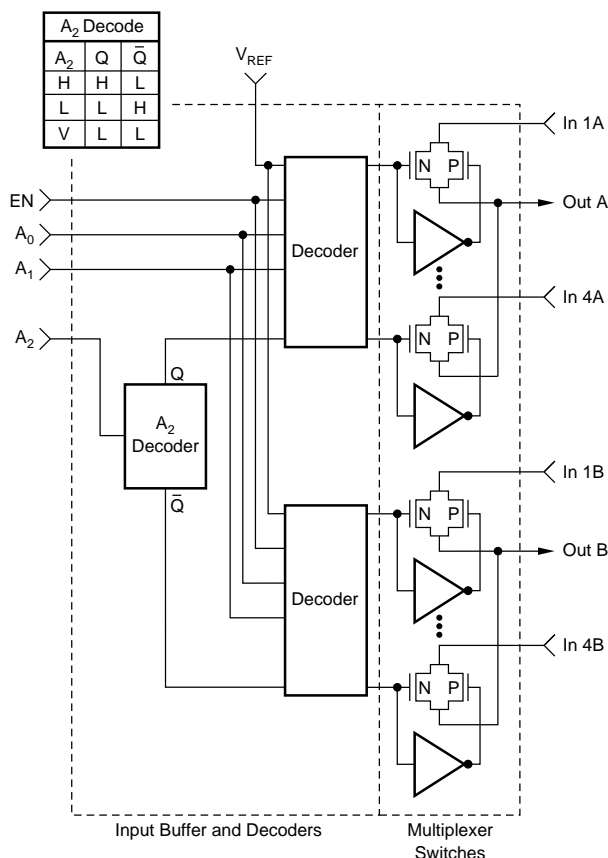 A₂ Decode
A₂ Q Q̄
H H L
L L H
V L L
V_REF
In 1A
N P
EN
Out A
A₀
Decoder
A₁
In 4A
A₂
N P
Q
A₂
Decoder
In 1B
Q̄
N P
Out B
Decoder
In 4B
N P
Input Buffer and Decoders
Multiplexer
Switches